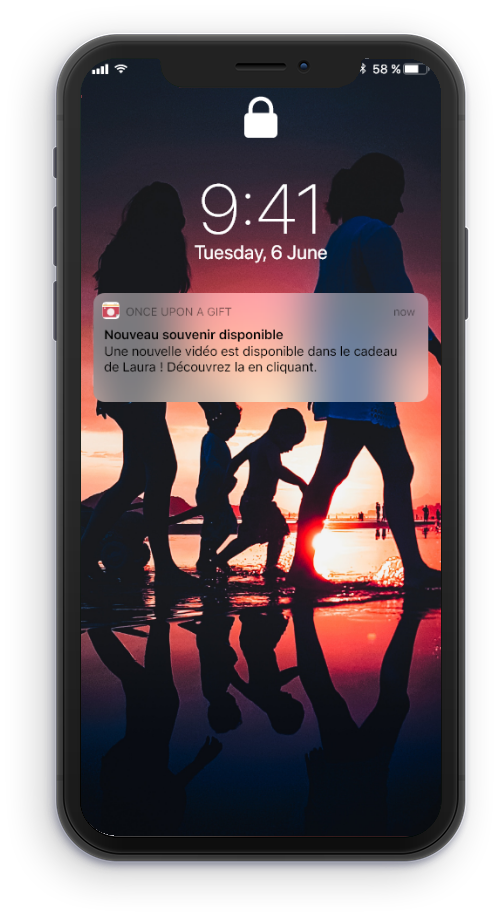 58 %
9:41
Tuesday, 6 June
ONCE UPON A GIFT now
Nouveau souvenir disponible
Une nouvelle vidéo est disponible dans le cadeau
de Laura ! Découvrez la en cliquant.